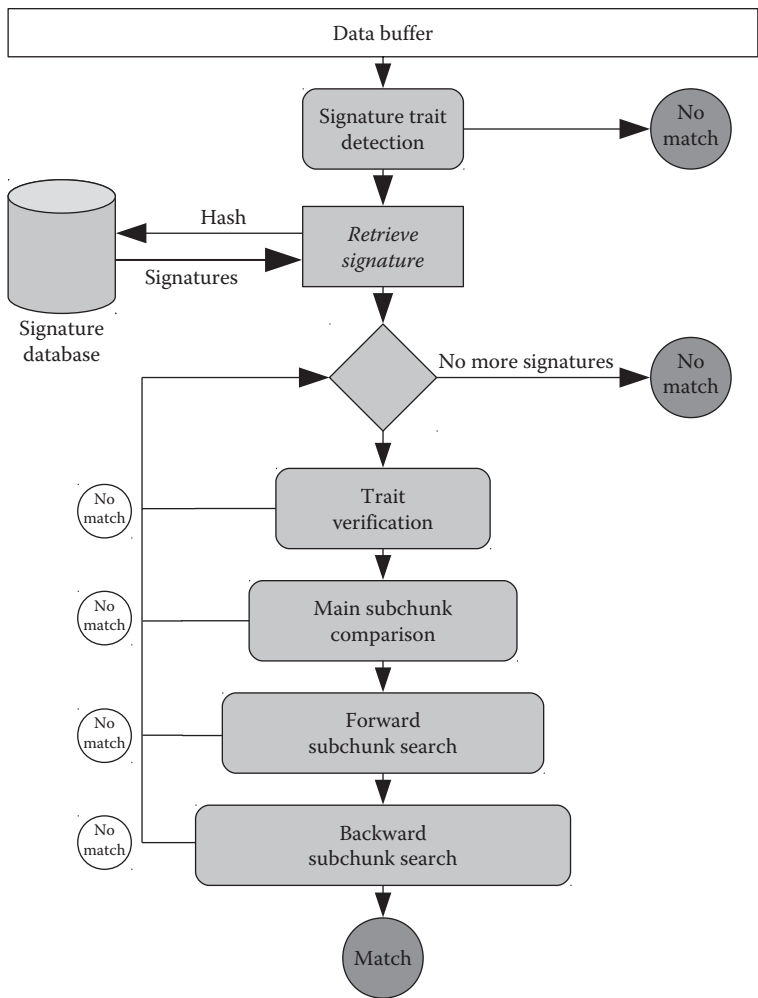 Data buffer
Signature trait
detection
No
match
Hash
Retrieve
signature
Signatures
Signature
database
No more signatures
No
match
Trait
verification
No
match
Main subchunk
comparison
No
match
Forward
subchunk search
No
match
Backward
subchunk search
No
match
Match